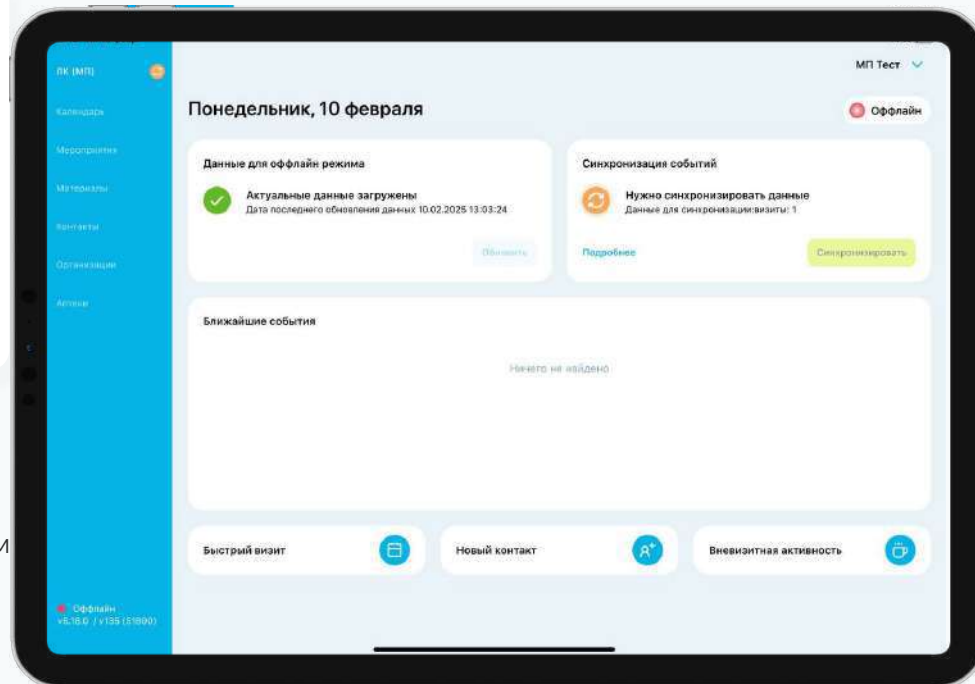 ЛК (МП)
Календарь
Мероприятия
Материалы
Контакты
Организации
Аптеки
МП Тест
Понедельник, 10 февраля
Оффлайн
Данные для оффлайн режима
Актуальные данные загружены
Дата последнего обновления данных 10.02.2025 13:03:24
Обновить
Синхронизация событий
Нужно синхронизировать данные
Данные для синхронизации:визиты: 1
Подробнее
Синхронизировать
Ближайшие события
Ничего не найдено
и
Быстрый визит
Новый контакт
Внеизитная активность
Оффлайн